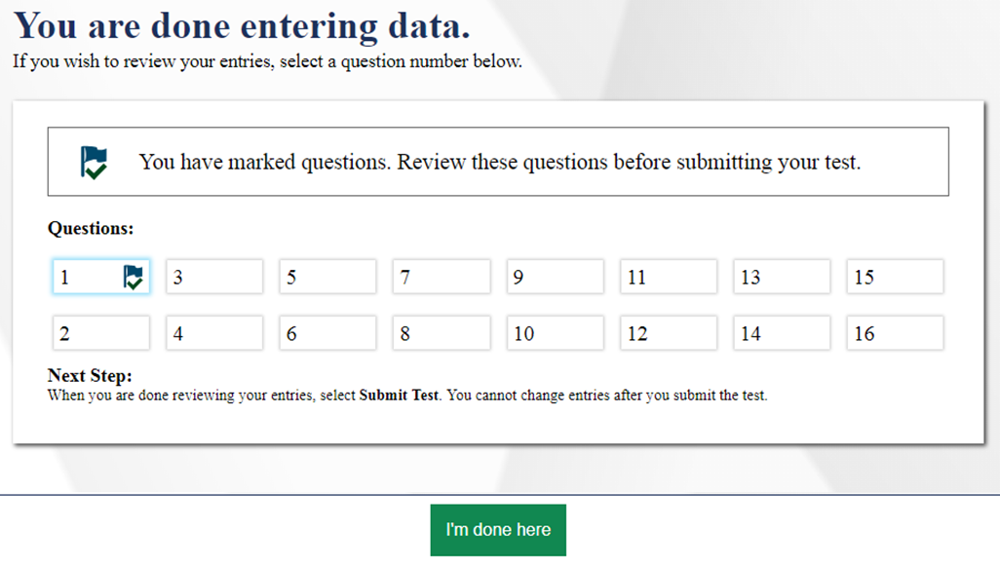 You are done entering data.
If you wish to review your entries, select a question number below.
You have marked questions. Review these questions before submitting your test.
Questions:
1 3 5 7 9 11 13 15
2 4 6 8 10 12 14 16
Next Step:
When you are done reviewing your entries, select Submit Test. You cannot change entries after you submit the test.
I'm done here